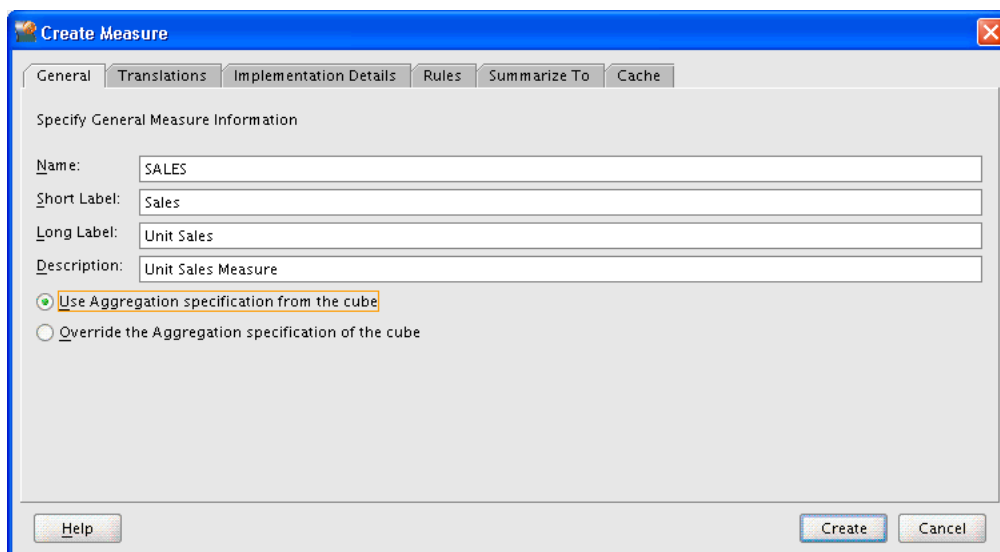 Create Measure
General Translations Implementation Details Rules Summarize To Cache
Specify General Measure Information
Name: SALES
Short Label: Sales
Long Label: Unit Sales
Description: Unit Sales Measure
Use Aggregation specification from the cube
Override the Aggregation specification of the cube
Help Create Cancel